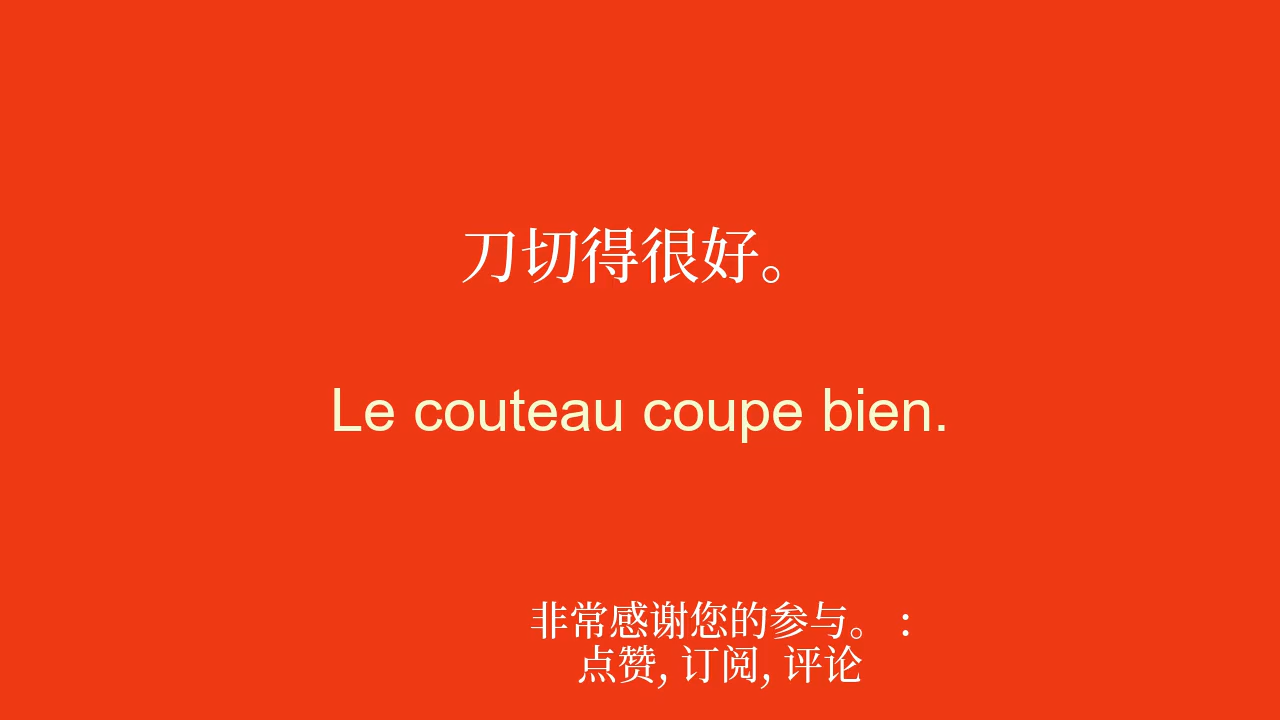 刀切得很好。
Le couteau coupe bien.
非常感谢您的参与。 :
点赞, 订阅, 评论